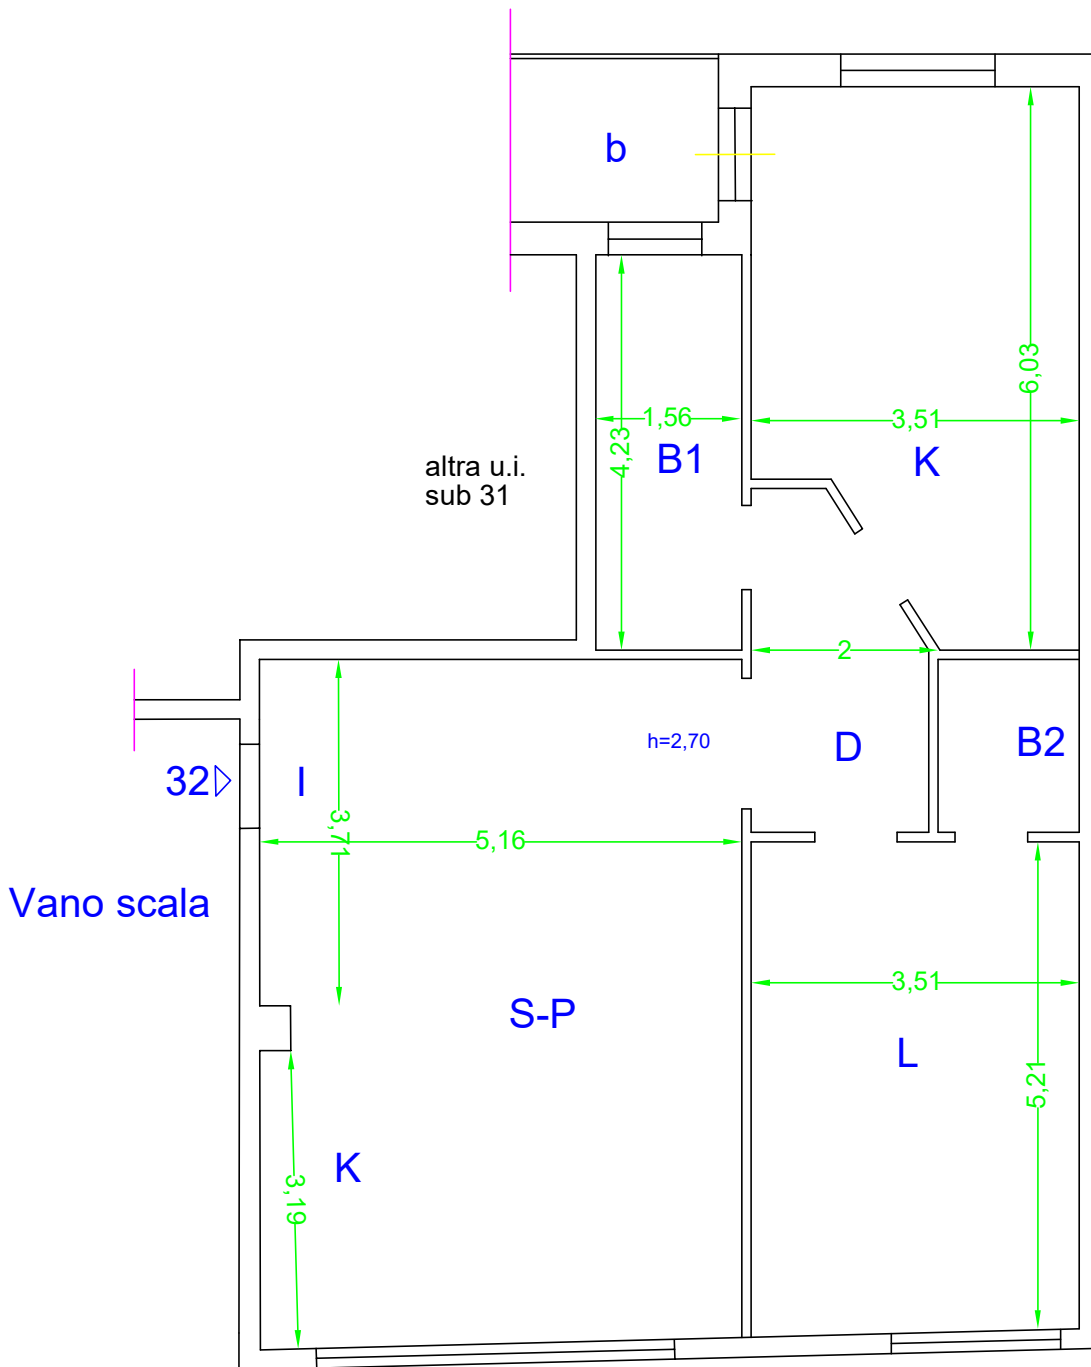 b
6,03
1,56
3,51
4,23
B1
K
altra u.i.
sub 31
2
h=2,70
D
B2
32
I
3,71
5,16
Vano scala
3,51
S-P
L
5,21
K
3,19